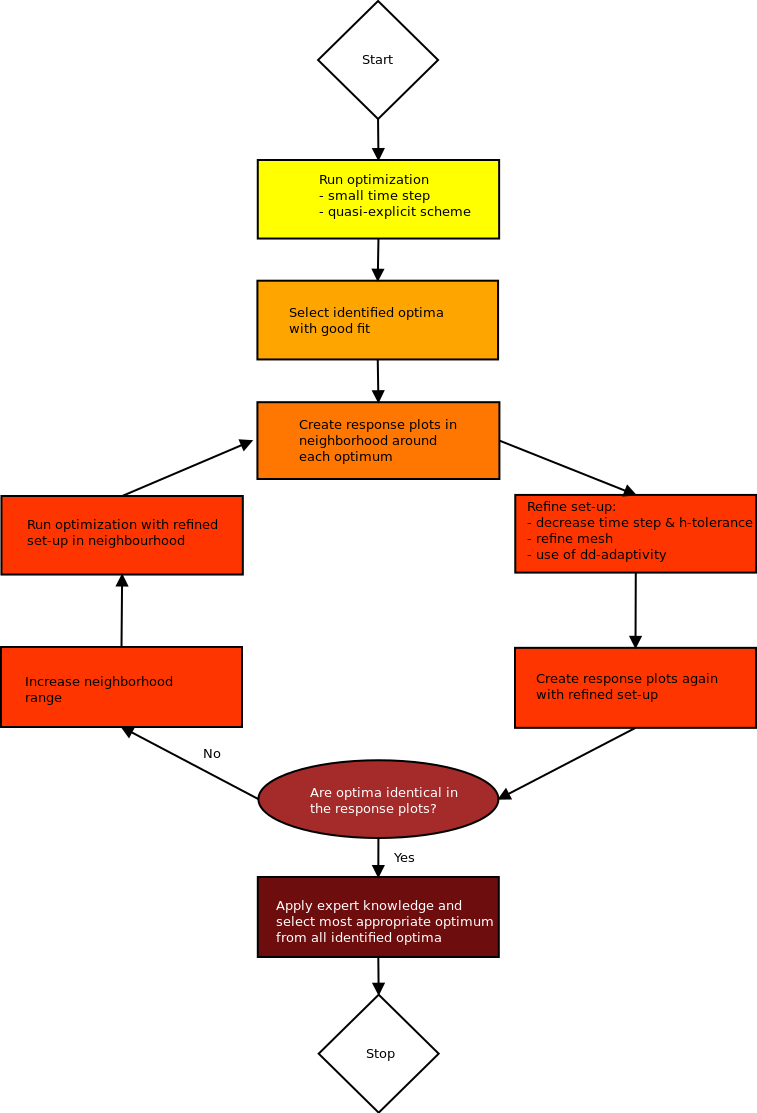 Start
Run optimization
- small time step
- quasi-explicit scheme
Select identified optima
with good fit
Create response plots in
neighborhood around
each optimum
Run optimization with refined
set-up in neighbourhood
Refine set-up:
- decrease time step & h-tolerance
- refine mesh
- use of dd-adaptivity
Increase neighborhood
range
Create response plots again
with refined set-up
No
Are optima identical in
the response plots?
Yes
Apply expert knowledge and
select most appropriate optimum
from all identified optima
Stop